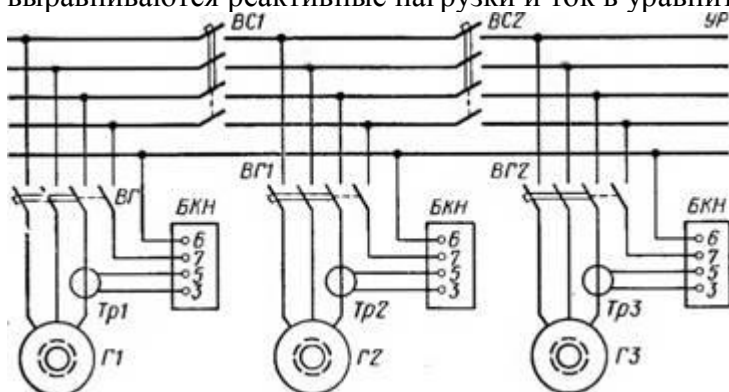 выравниваются реактивные нагрузки и ток в уравнит
ВС1 ВС2 УР
ВГ ВГ1 ВГ2
БКН БКН БКН
6 6 6
7 7 7
5 5 5
3 3 3
Тр1 Тр2 Тр3
Г1 Г2 Г3